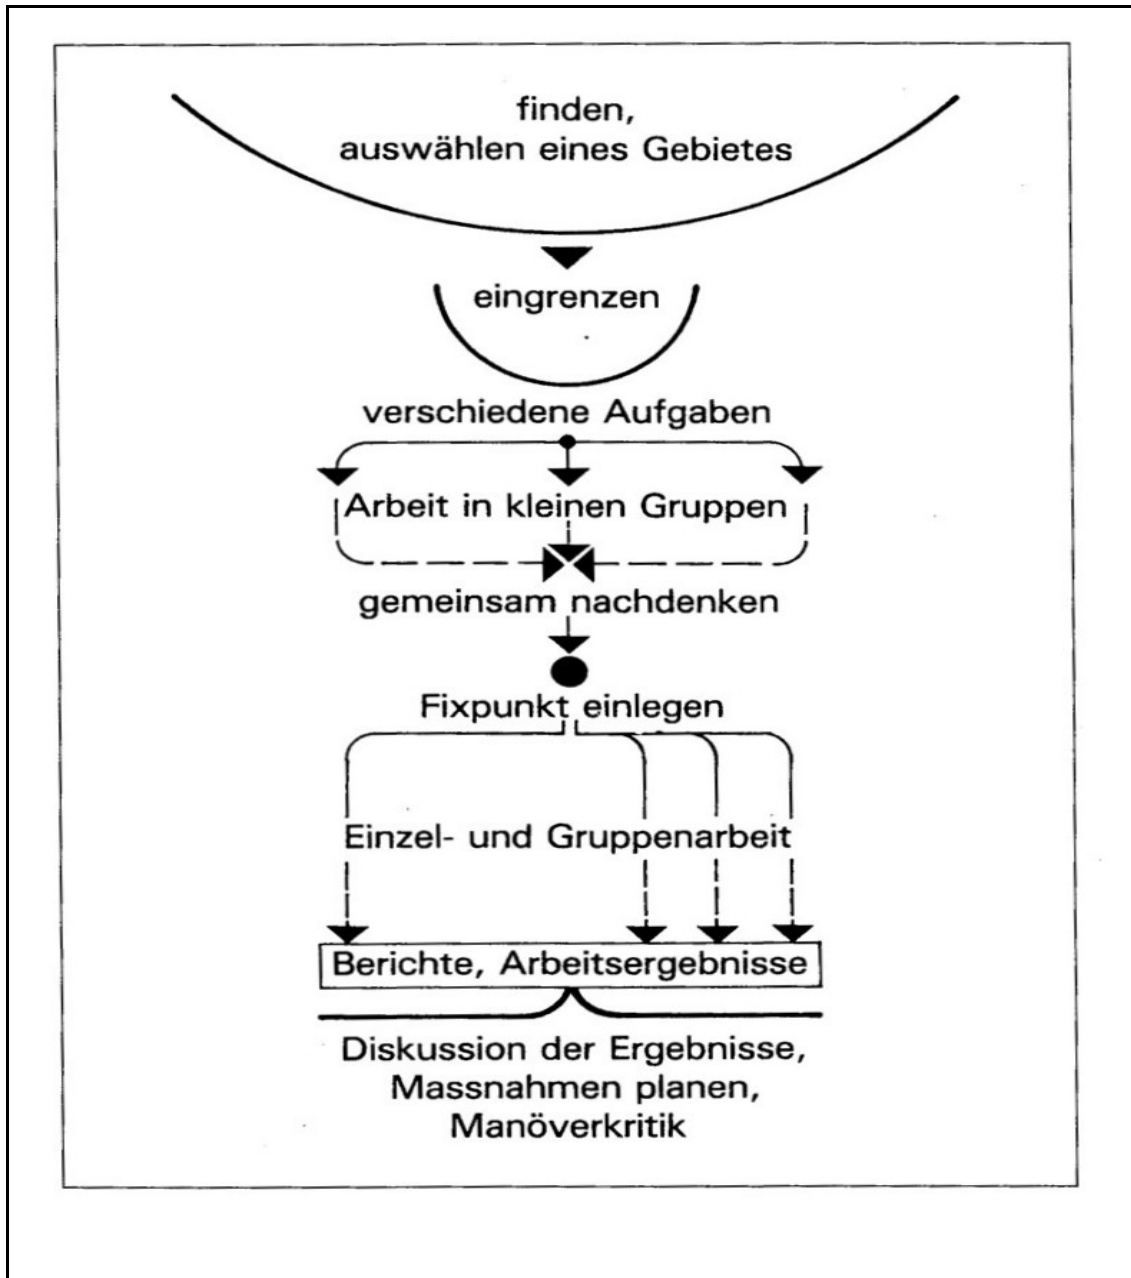 finden,
auswählen eines Gebietes
eingrenzen
verschiedene Aufgaben
Arbeit in kleinen Gruppen
gemeinsam nachdenken
Fixpunkt einlegen
Einzel- und Gruppenarbeit
Berichte, Arbeitsergebnisse
Diskussion der Ergebnisse,
Massnahmen planen,
Manöverkritik